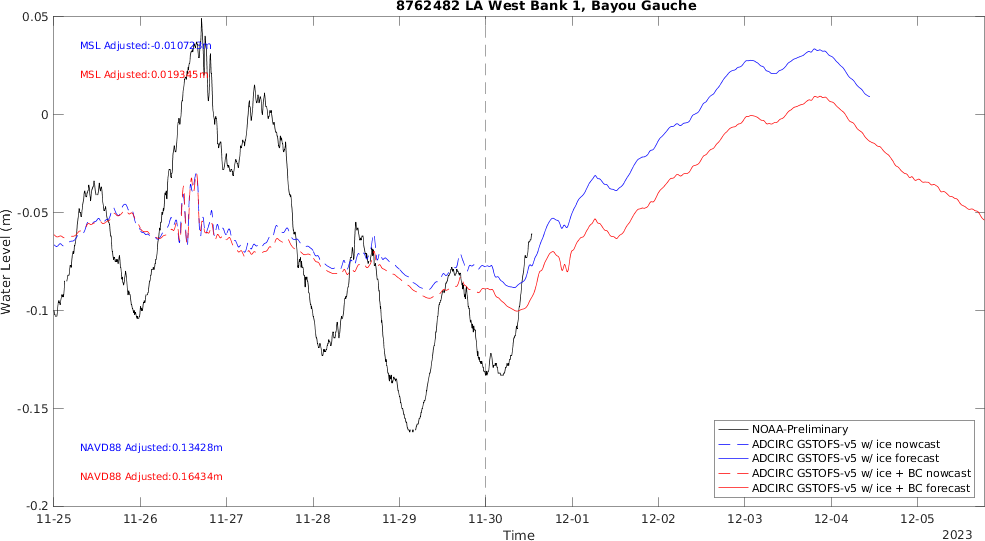 8762482 LA West Bank 1, Bayou Gauche
0.05
0
-0.05
-0.1
-0.15
-0.2
Water Level (m)
MSL Adjusted:-0.010728m
MSL Adjusted:0.019345m
NAVD88 Adjusted:0.13428m
NAVD88 Adjusted:0.16434m
NOAA-Preliminary
ADCIRC GSTOFS-v5 w/ ice nowcast
ADCIRC GSTOFS-v5 w/ ice forecast
ADCIRC GSTOFS-v5 w/ ice + BC nowcast
ADCIRC GSTOFS-v5 w/ ice + BC forecast
11-25 11-26 11-27 11-28 11-29 11-30 12-01 12-02 12-03 12-04 12-05
Time
2023